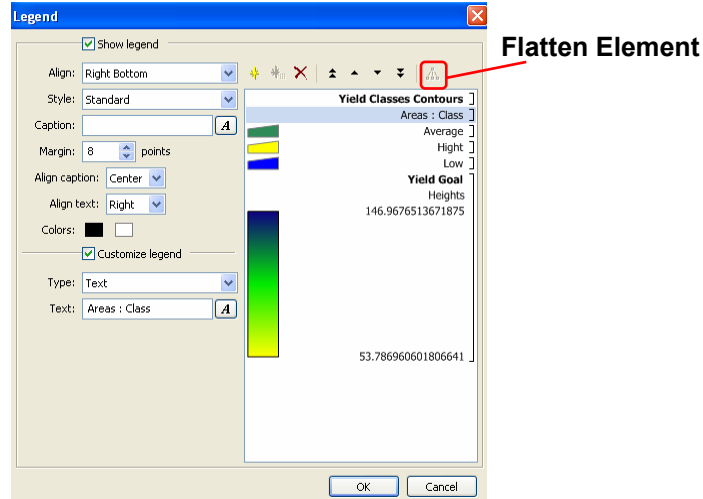 Legend
Flatten Element
Show legend
Align: Right Bottom
Style: Standard
Caption: A
Margin: 8 points
Align caption: Center
Align text: Right
Colors:
Customize legend
Type: Text
Text: Areas : Class A
Yield Classes Contours
Areas : Class
Average
Hight
Low
Yield Goal
Heights
146.9676513671875
53.786960601806641
OK Cancel